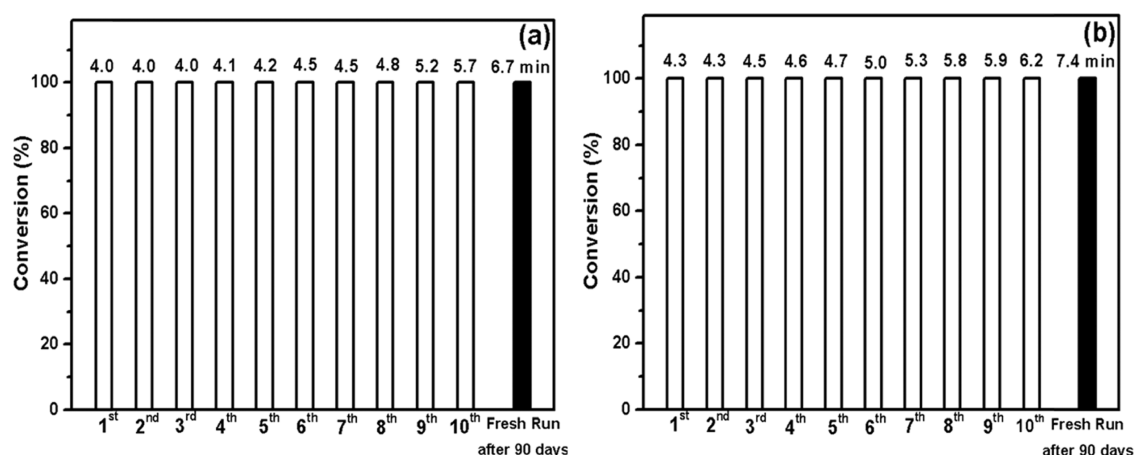 (a)
4.0 4.0 4.0 4.1 4.2 4.5 4.5 4.8 5.2 5.7 6.7 min
100
80
60
40
20
0
Conversion (%)
1st 2nd 3rd 4th 5th 6th 7th 8th 9th 10th Fresh Run
after 90 days
(b)
4.3 4.3 4.5 4.6 4.7 5.0 5.3 5.8 5.9 6.2 7.4 min
100
80
60
40
20
0
Conversion (%)
1st 2nd 3rd 4th 5th 6th 7th 8th 9th 10th Fresh Run
after 90 days